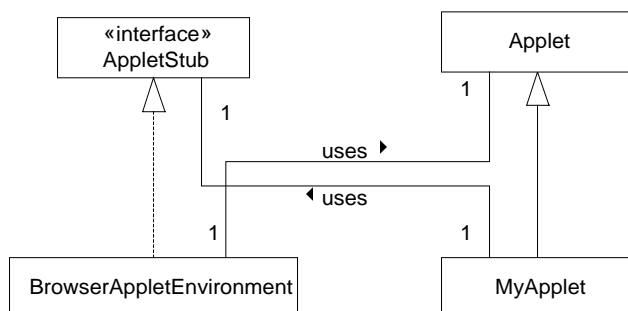 «interface»
AppletStub
Applet
1
1
uses
uses
1
1
BrowserAppletEnvironment
MyApplet